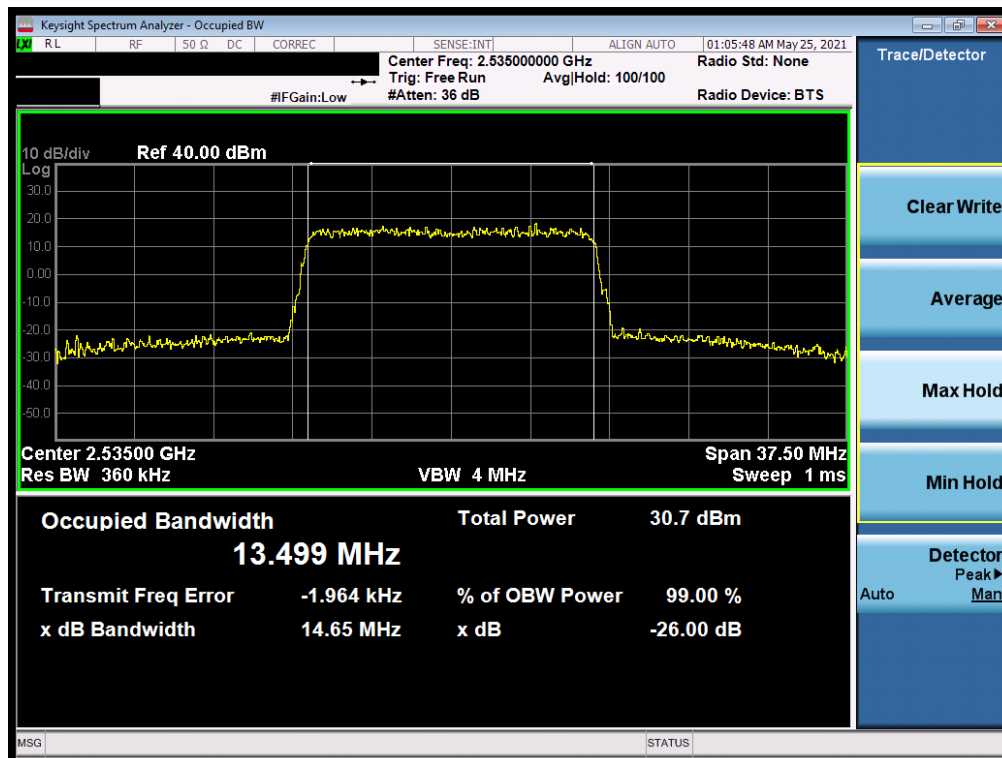 Keysight Spectrum Analyzer - Occupied BW
LXI RL RF 50 Ω DC CORREC SENSE:INT ALIGN AUTO 01:05:48 AM May 25, 2021
Center Freq: 2.535000000 GHz Radio Std: None
Trig: Free Run Avg|Hold: 100/100
#IFGain:Low #Atten: 36 dB Radio Device: BTS
Trace/Detector
10 dB/div Ref 40.00 dBm
Log
30.0
20.0
10.0
0.00
-10.0
-20.0
-30.0
-40.0
-50.0
Center 2.53500 GHz Span 37.50 MHz
Res BW 360 kHz VBW 4 MHz Sweep 1 ms
Occupied Bandwidth Total Power 30.7 dBm
13.499 MHz
Transmit Freq Error -1.964 kHz % of OBW Power 99.00 %
x dB Bandwidth 14.65 MHz x dB -26.00 dB
Clear Write
Average
Max Hold
Min Hold
Detector
Peak▶
Auto Man
MSG STATUS